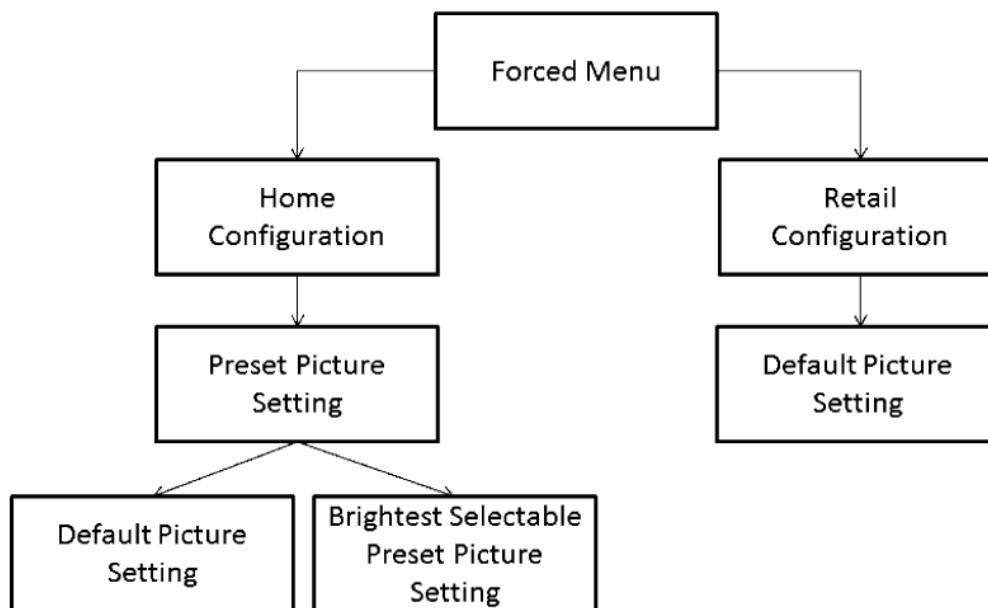 Forced Menu
Home
Configuration
Retail
Configuration
Preset Picture
Setting
Default Picture
Setting
Default Picture
Setting
Brightest Selectable
Preset Picture
Setting